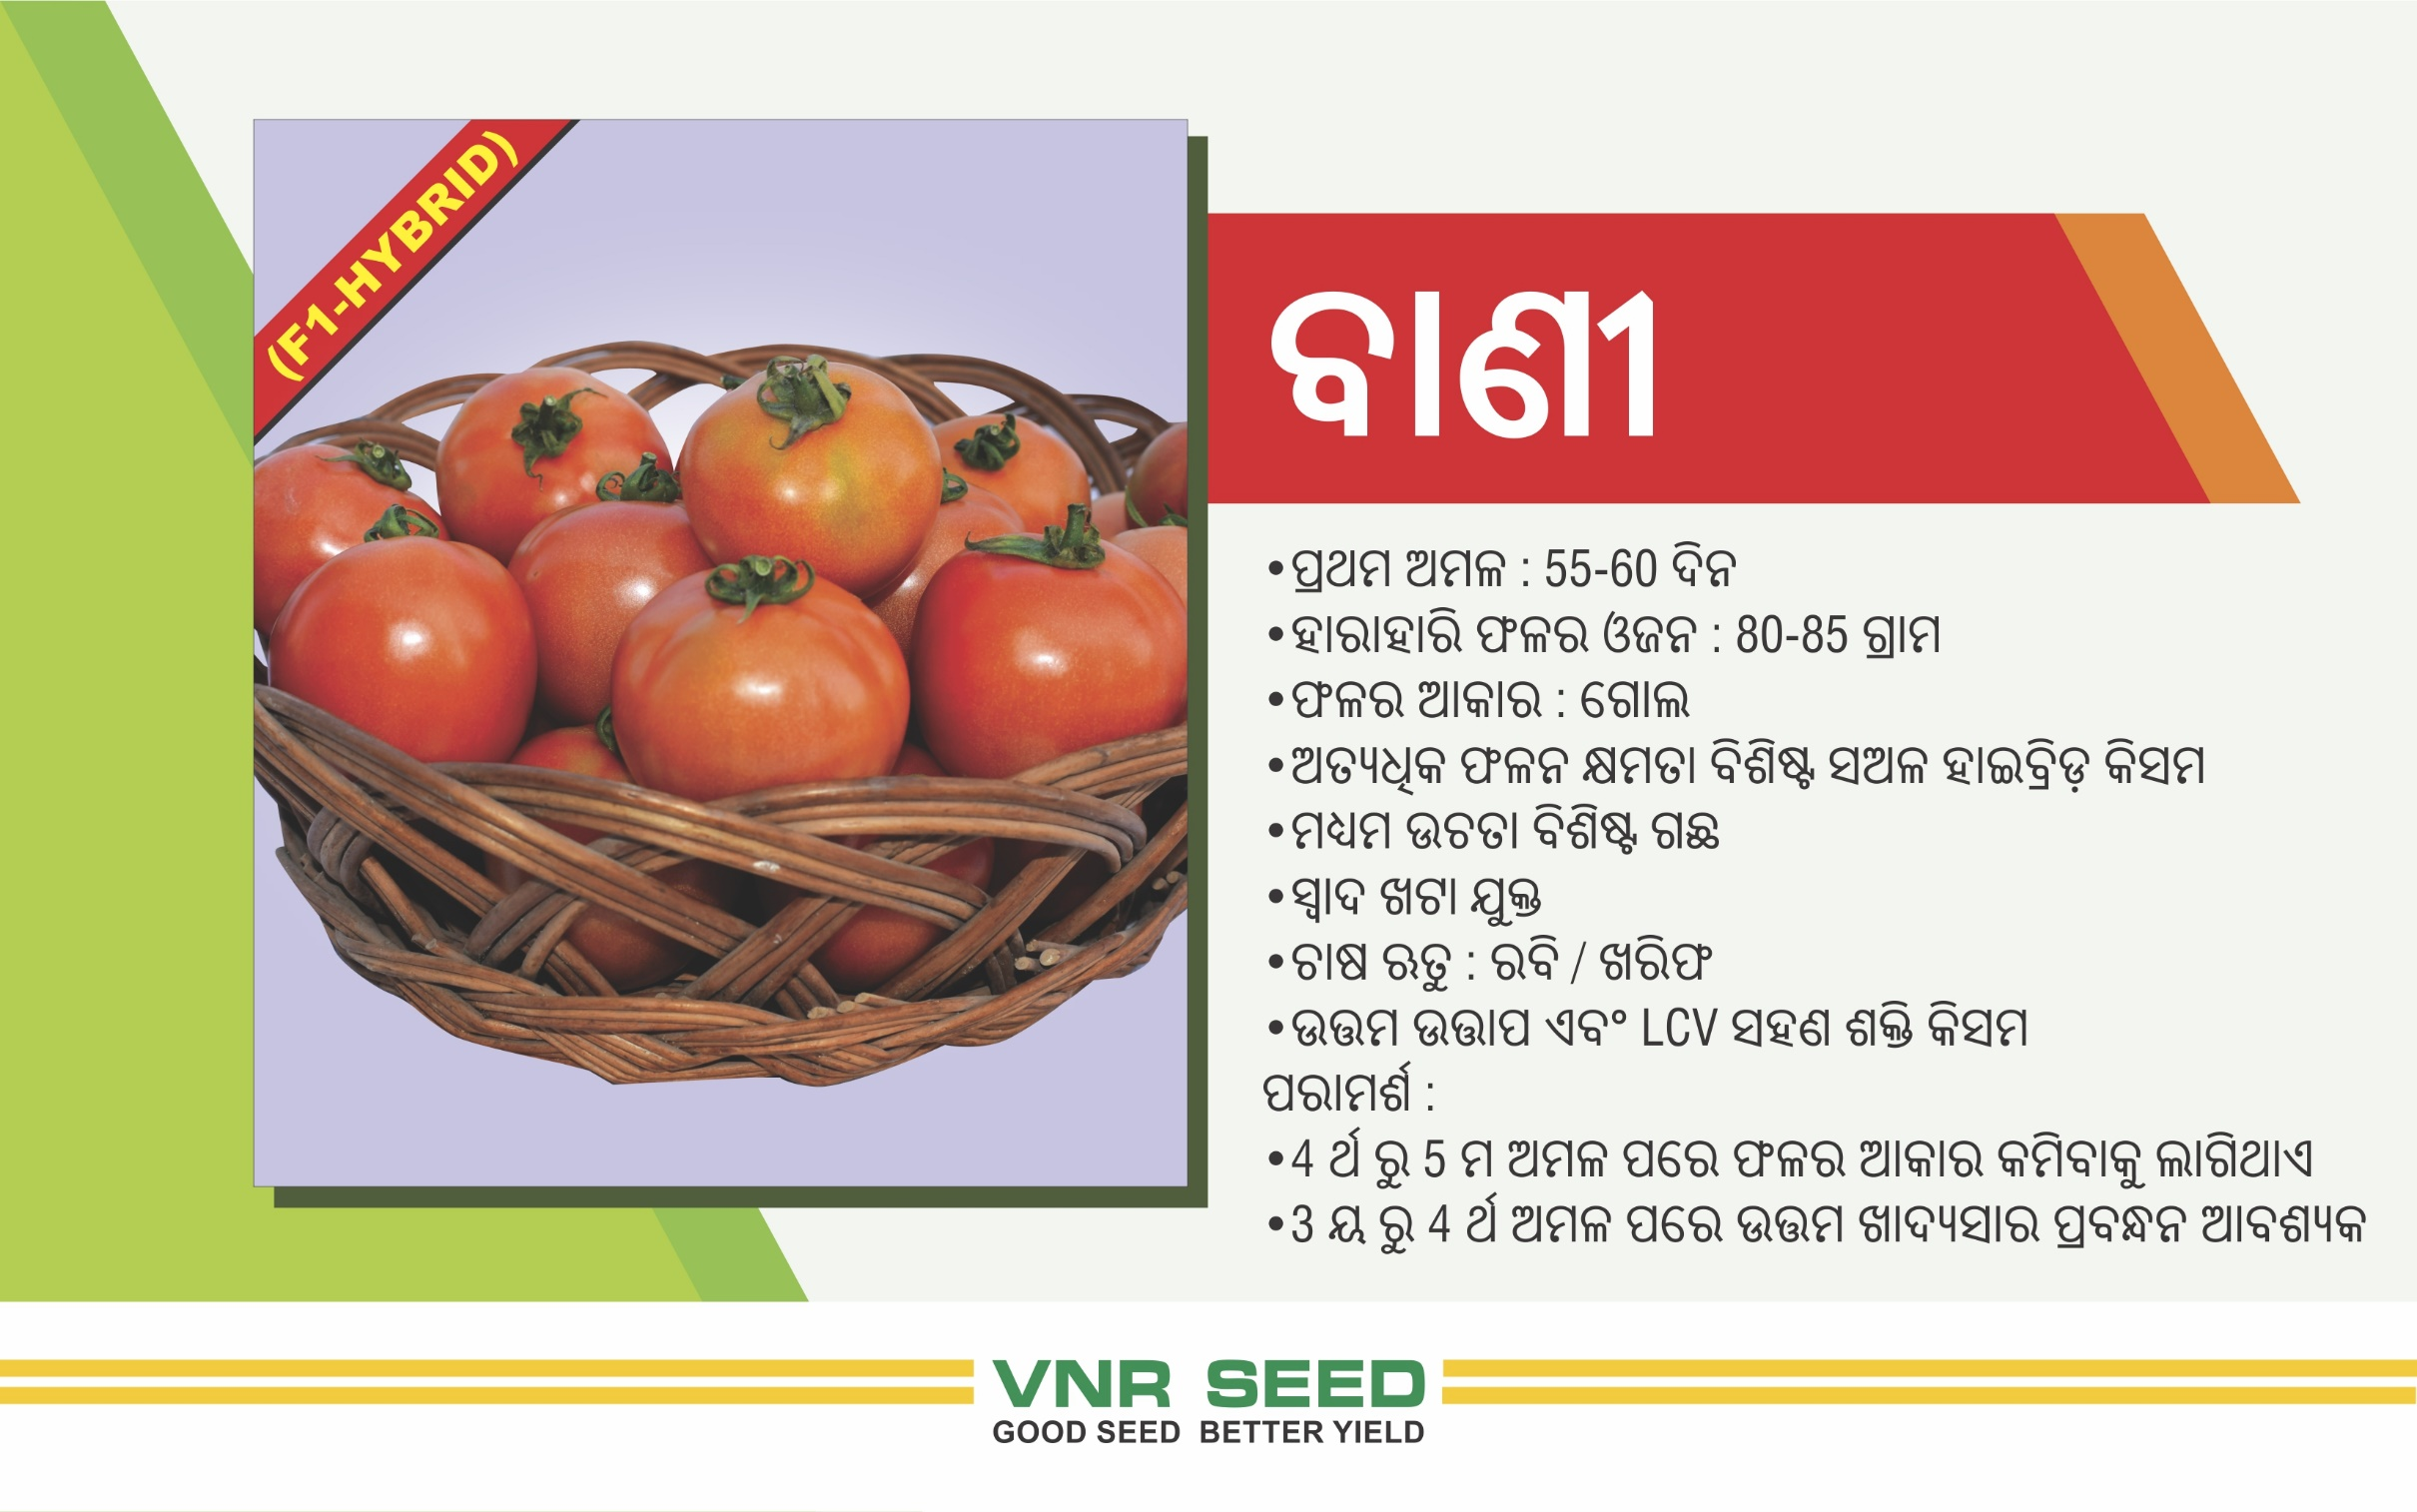 (F1-HYBRID)
ବାଣୀ
•ପ୍ରଥମ ଅମଳ : 55-60 ଦିନ
•ହାରାହାରି ଫଳର ଓଜନ : 80-85 ଗ୍ରାମ
•ଫଳର ଆକାର : ଗୋଲ
•ଅତ୍ୟଧିକ ଫଳନ କ୍ଷମତା ବିଶିଷ୍ଟ ସଅଳ ହାଇବ୍ରିଡ଼ କିସମ
•ମଧ୍ୟମ ଉଚତା ବିଶିଷ୍ଟ ଗଛ
•ସ୍ୱାଦ ଖଟା ଯୁକ୍ତ
•ଚାଷ ଋତୁ : ରବି / ଖରିଫ
•ଉତ୍ତମ ଉତ୍ତାପ ଏବଂ LCV ସହଣ ଶକ୍ତି କିସମ
ପରାମର୍ଶ :
•4 ର୍ଥ ରୁ 5 ମ ଅମଳ ପରେ ଫଳର ଆକାର କମିବାକୁ ଲାଗିଥାଏ
•3 ୟ ରୁ 4 ର୍ଥ ଅମଳ ପରେ ଉତ୍ତମ ଖାଦ୍ୟସାର ପ୍ରବନ୍ଧନ ଆବଶ୍ୟକ
VNR SEED
GOOD SEED BETTER YIELD